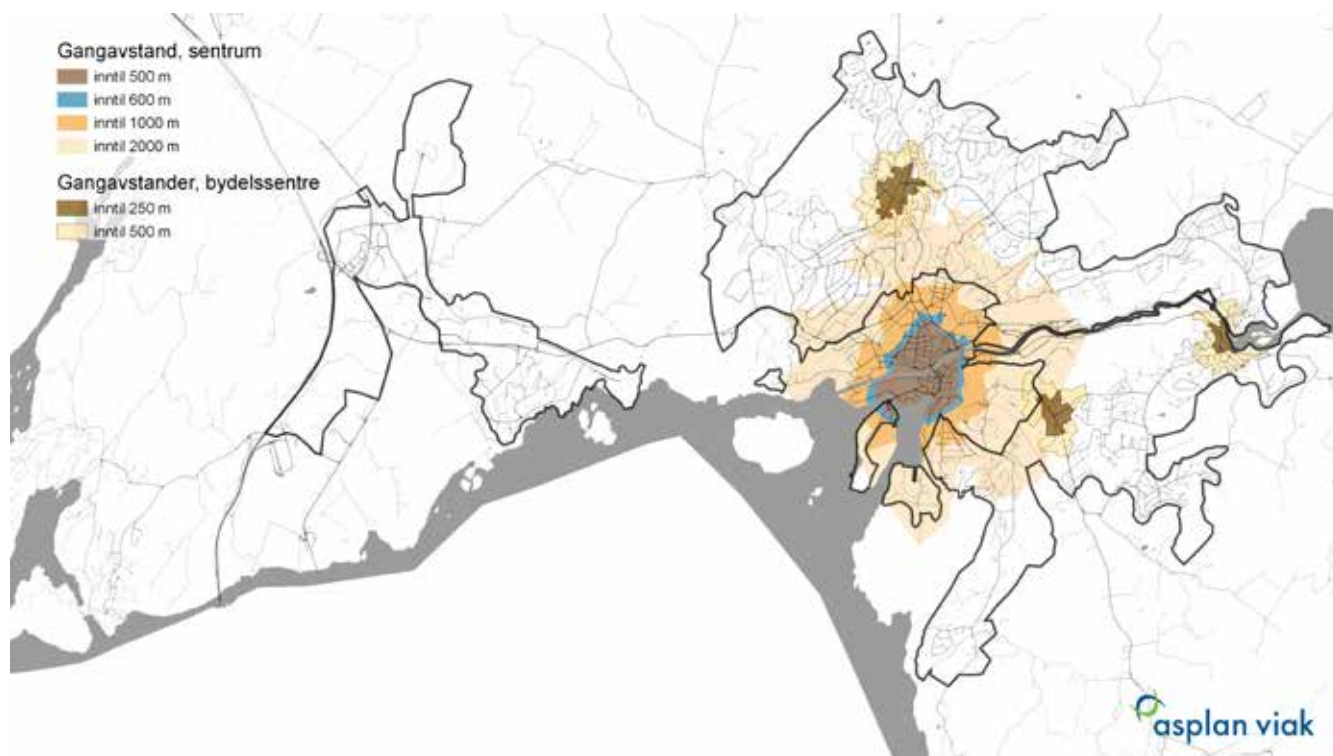 Gangavstand, sentrum
inntil 500 m
inntil 600 m
inntil 1000 m
inntil 2000 m
Gangavstander, bydelssentre
inntil 250 m
inntil 500 m
asplan viak